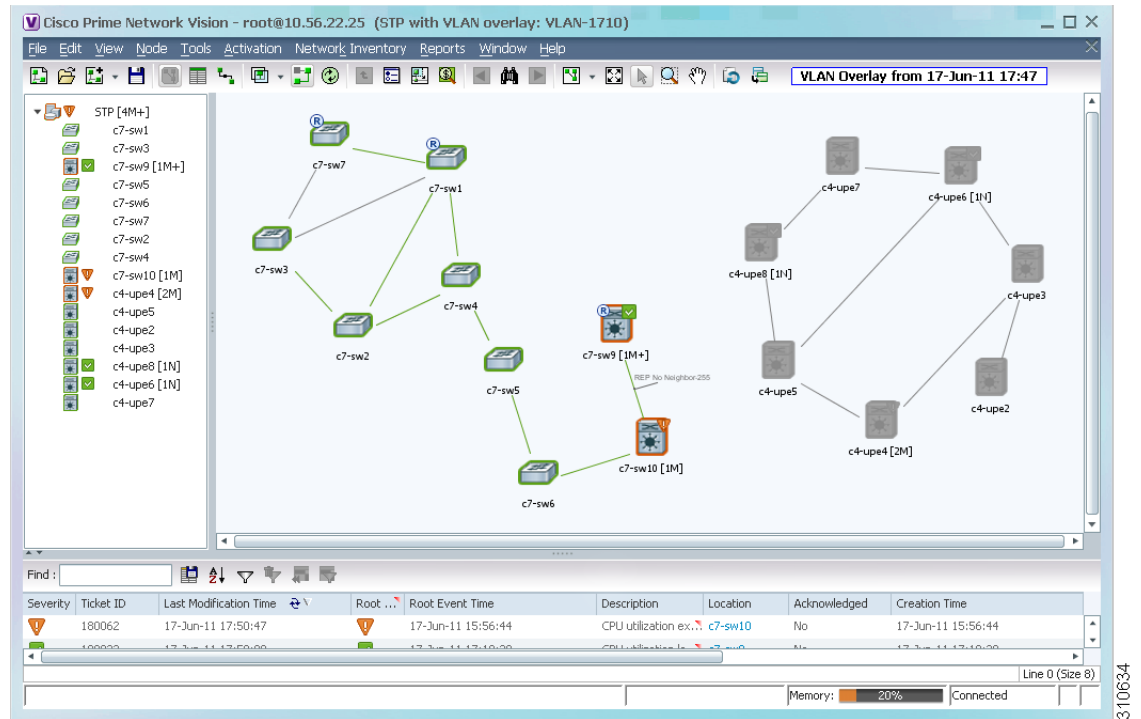 Cisco Prime Network Vision - root@10.56.22.25 (STP with VLAN overlay: VLAN-1710)
File Edit View Node Tools Activation Network Inventory Reports Window Help
VLAN Overlay from 17-Jun-11 17:47
STP [4M+]
c7-sw1
c7-sw3
c7-sw9 [1M+]
c7-sw5
c7-sw6
c7-sw7
c7-sw2
c7-sw4
c7-sw10 [1M]
c4-upe4 [2M]
c4-upe5
c4-upe2
c4-upe3
c4-upe8 [1N]
c4-upe6 [1N]
c4-upe7
R
c7-sw7
R
c7-sw1
c7-sw3
c7-sw4
c7-sw2
c7-sw5
c7-sw6
R
c7-sw9 [1M+]
REP No Neighbor-255
c7-sw10 [1M]
c4-upe7
c4-upe6 [1N]
c4-upe8 [1N]
c4-upe3
c4-upe5
c4-upe2
c4-upe4 [2M]
Find :
Severity Ticket ID Last Modification Time Root ... Root Event Time Description Location Acknowledged Creation Time
180062 17-Jun-11 17:50:47 17-Jun-11 15:56:44 CPU utilization ex... c7-sw10 No 17-Jun-11 15:56:44
Line 0 (Size 8)
Memory: 20% Connected
310634